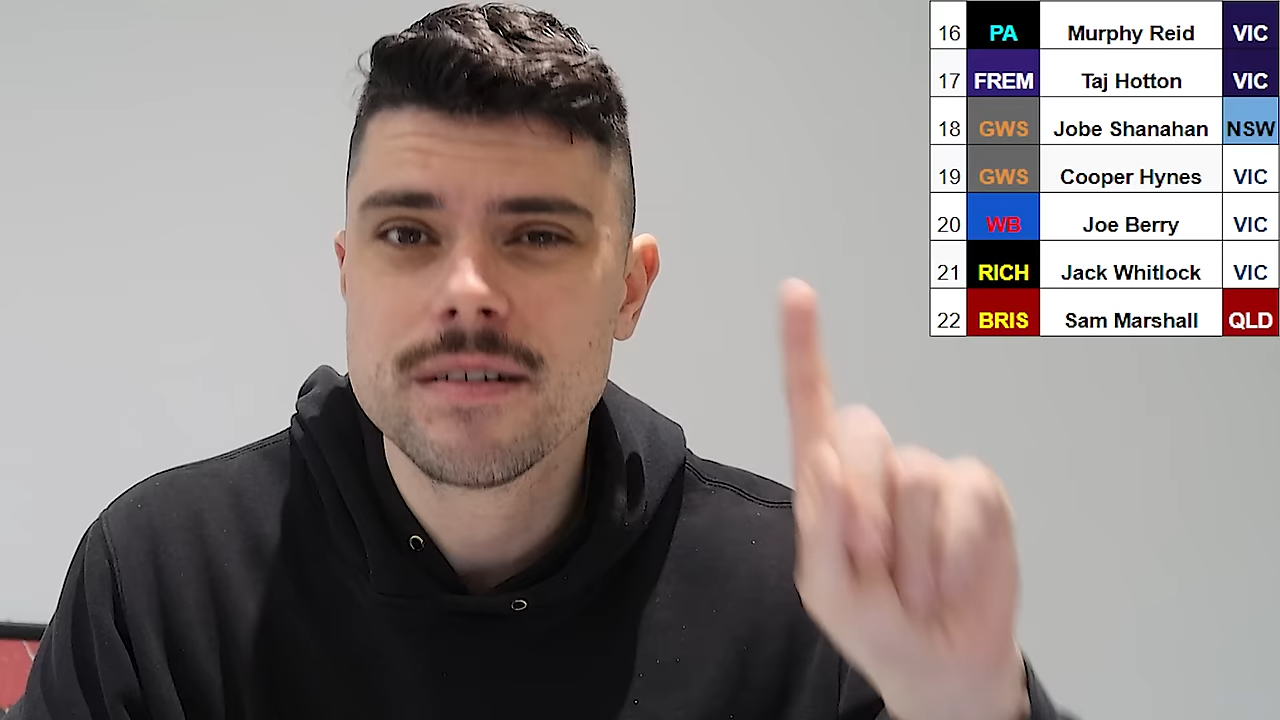 16 PA Murphy Reid VIC
17 FREM Taj Hotton VIC
18 GWS Jobe Shanahan NSW
19 GWS Cooper Hynes VIC
20 WB Joe Berry VIC
21 RICH Jack Whitlock VIC
22 BRIS Sam Marshall QLD